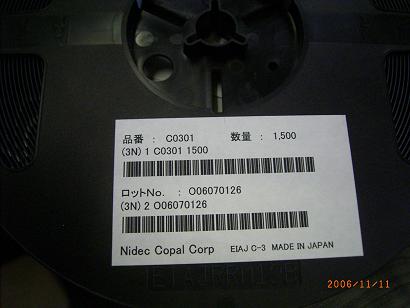 品番 : C0301 数量 : 1,500
(3N) 1 C0301 1500
ロットNo. : O06070126
(3N) 2 O06070126
Nidec Copal Corp EIAJ C-3 MADE IN JAPAN
2006/11/11